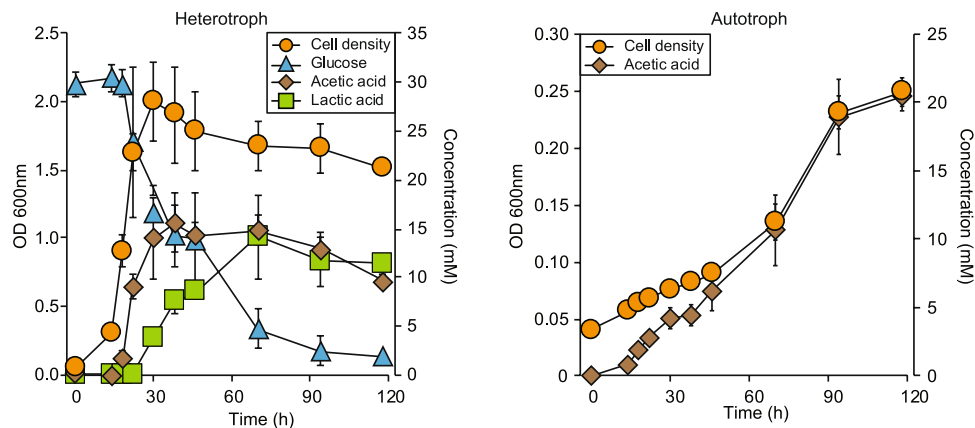 Heterotroph
2.5
2.0
1.5
1.0
0.5
0.0
OD 600nm
35
30
25
20
15
10
5
0
Concentration (mM)
Cell density
Glucose
Acetic acid
Lactic acid
0 30 60 90 120
Time (h)
Autotroph
0.30
0.25
0.20
0.15
0.10
0.05
0
OD 600nm
25
20
15
10
5
0
Concentration (mM)
Cell density
Acetic acid
0 30 60 90 120
Time (h)